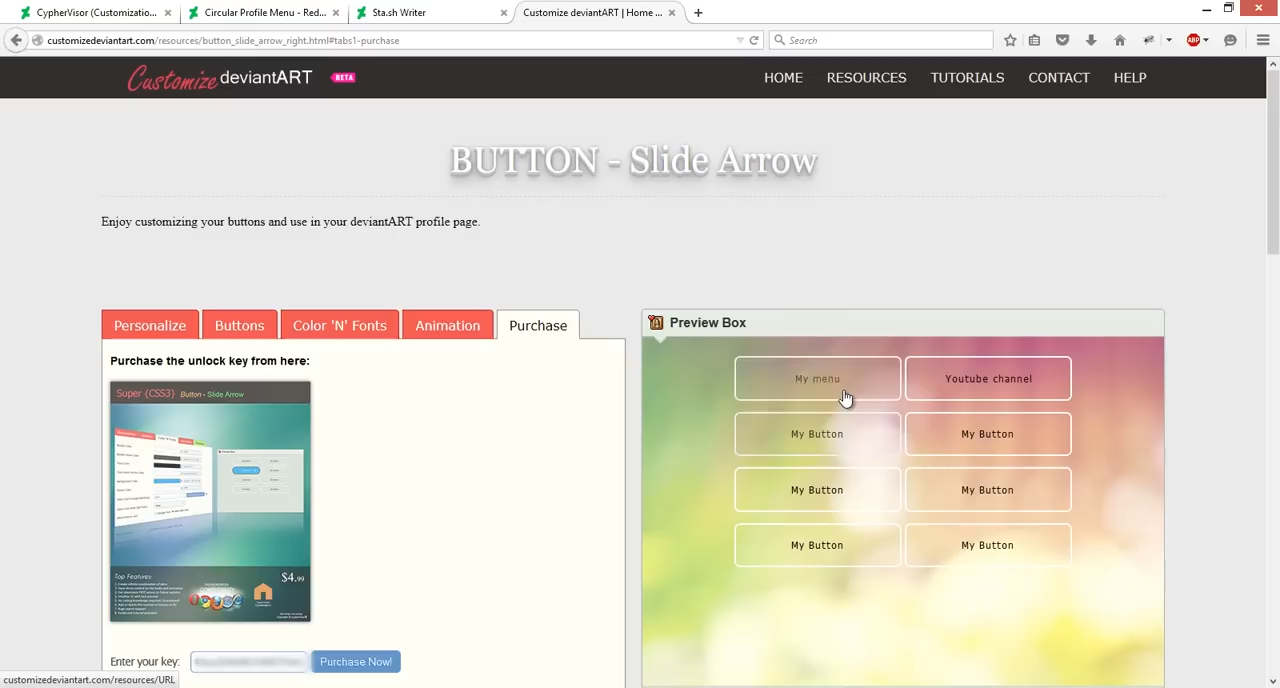 CypherVisor (Customizatio...
Circular Profile Menu - Red...
Sta.sh Writer
Customize deviantART | Home ...
customizedeviantart.com/resources/button_slide_arrow_right.html#tabs1-purchase
Search
ABP
Customize deviantART BETA
HOME RESOURCES TUTORIALS CONTACT HELP
BUTTON - Slide Arrow
Enjoy customizing your buttons and use in your deviantART profile page.
Personalize Buttons Color 'N' Fonts Animation Purchase
Purchase the unlock key from here:
Super {CSS3} Button - Slide Arrow
Top Features:
$4.99
Enter your key: Purchase Now!
Preview Box
My menu Youtube channel
My Button My Button
My Button My Button
My Button My Button
customizedeviantart.com/resources/URL